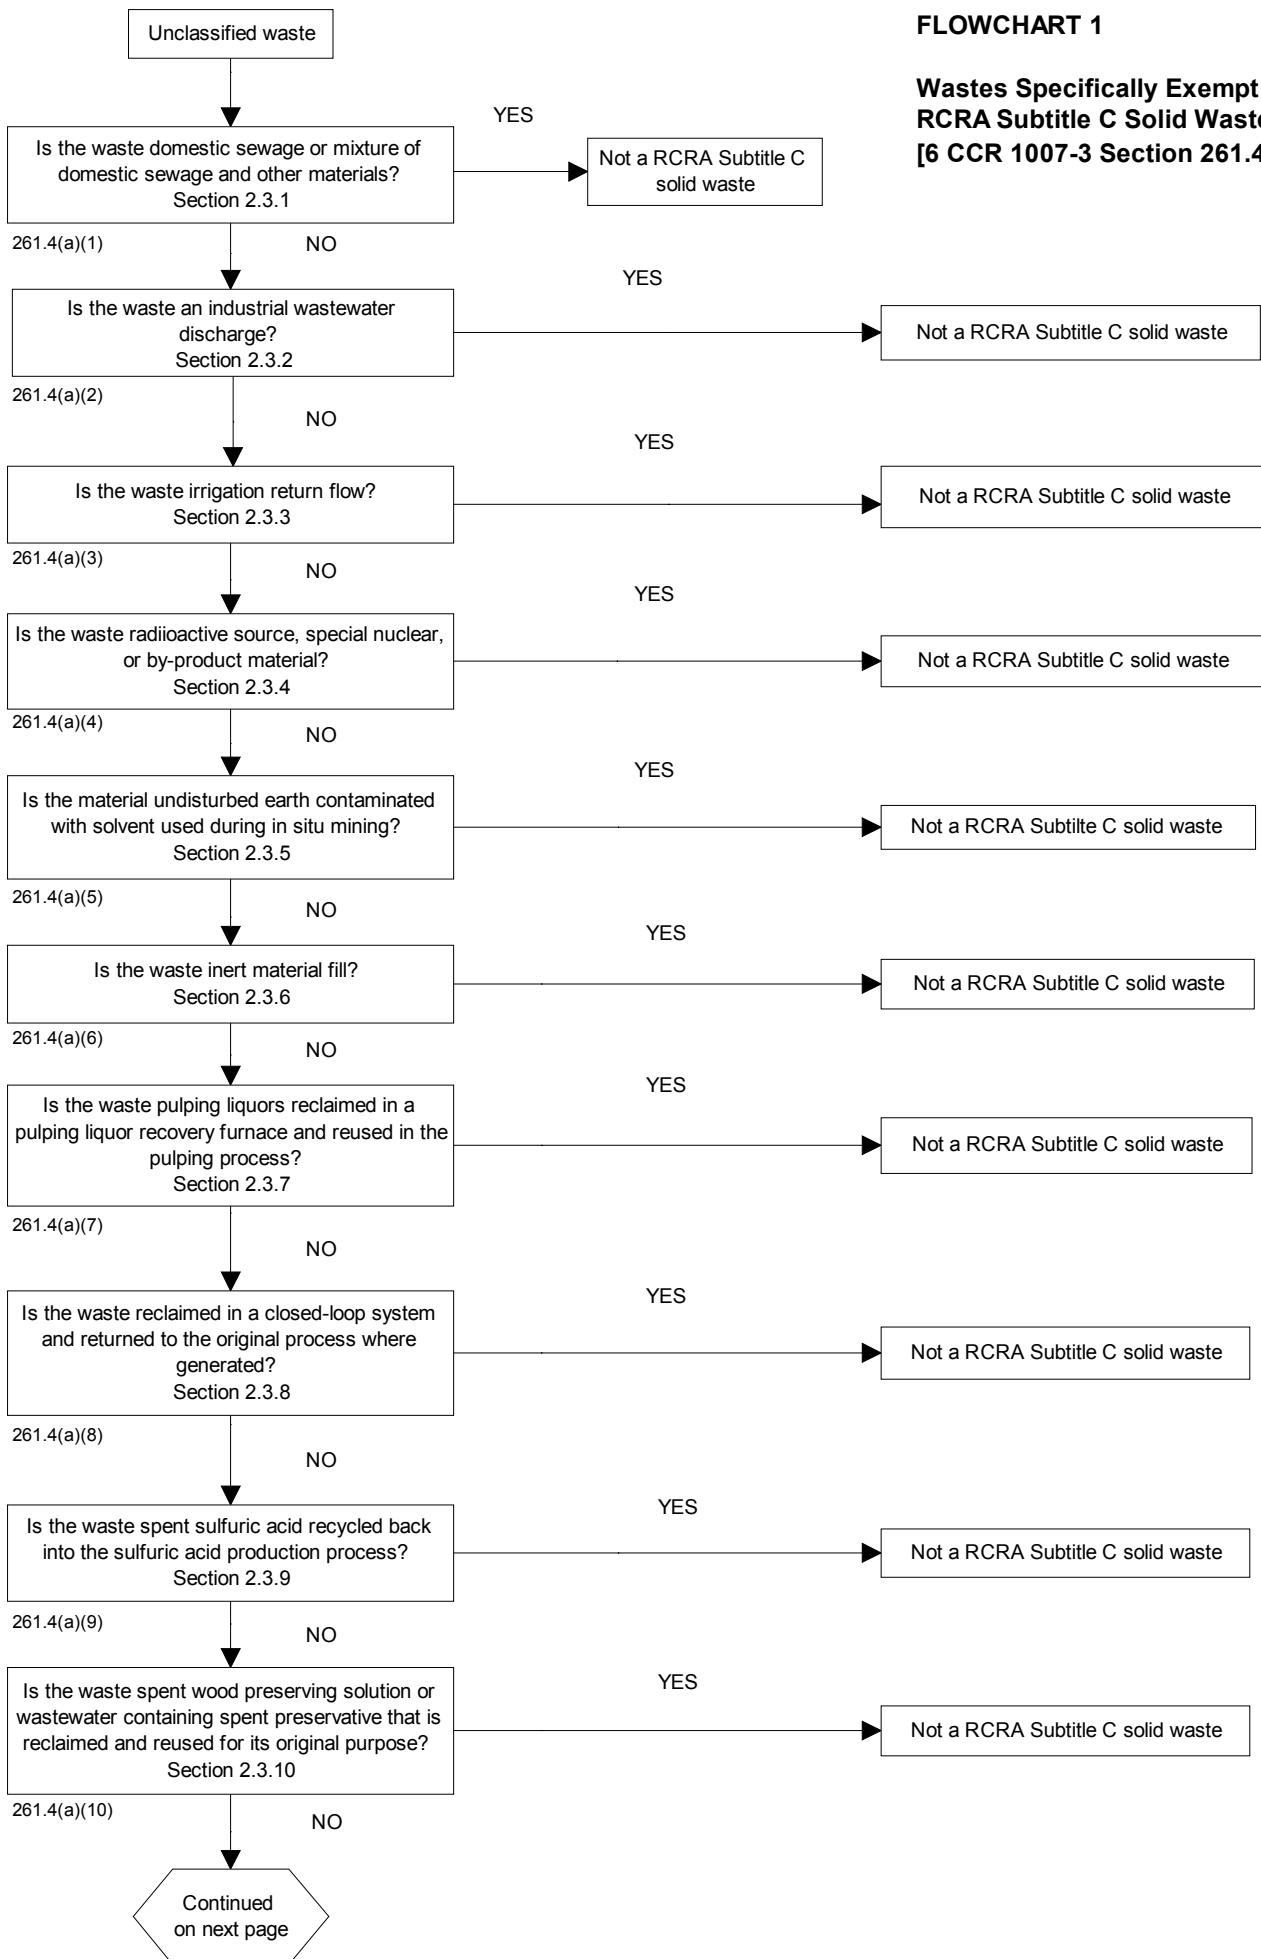 FLOWCHART 1
Wastes Specifically Exempt
RCRA Subtitle C Solid Waste
[6 CCR 1007-3 Section 261.4
Unclassified waste
YES
Is the waste domestic sewage or mixture of
domestic sewage and other materials?
Section 2.3.1
Not a RCRA Subtitle C
solid waste
261.4(a)(1)
NO
YES
Is the waste an industrial wastewater
discharge?
Section 2.3.2
Not a RCRA Subtitle C solid waste
261.4(a)(2)
NO
YES
Is the waste irrigation return flow?
Section 2.3.3
Not a RCRA Subtitle C solid waste
261.4(a)(3)
NO
YES
Is the waste radiioactive source, special nuclear,
or by-product material?
Section 2.3.4
Not a RCRA Subtitle C solid waste
261.4(a)(4)
NO
YES
Is the material undisturbed earth contaminated
with solvent used during in situ mining?
Section 2.3.5
Not a RCRA Subtilte C solid waste
261.4(a)(5)
NO
YES
Is the waste inert material fill?
Section 2.3.6
Not a RCRA Subtitle C solid waste
261.4(a)(6)
NO
YES
Is the waste pulping liquors reclaimed in a
pulping liquor recovery furnace and reused in the
pulping process?
Section 2.3.7
Not a RCRA Subtitle C solid waste
261.4(a)(7)
NO
YES
Is the waste reclaimed in a closed-loop system
and returned to the original process where
generated?
Section 2.3.8
Not a RCRA Subtitle C solid waste
261.4(a)(8)
NO
YES
Is the waste spent sulfuric acid recycled back
into the sulfuric acid production process?
Section 2.3.9
Not a RCRA Subtitle C solid waste
261.4(a)(9)
NO
YES
Is the waste spent wood preserving solution or
wastewater containing spent preservative that is
reclaimed and reused for its original purpose?
Section 2.3.10
Not a RCRA Subtitle C solid waste
261.4(a)(10)
NO
Continued
on next page